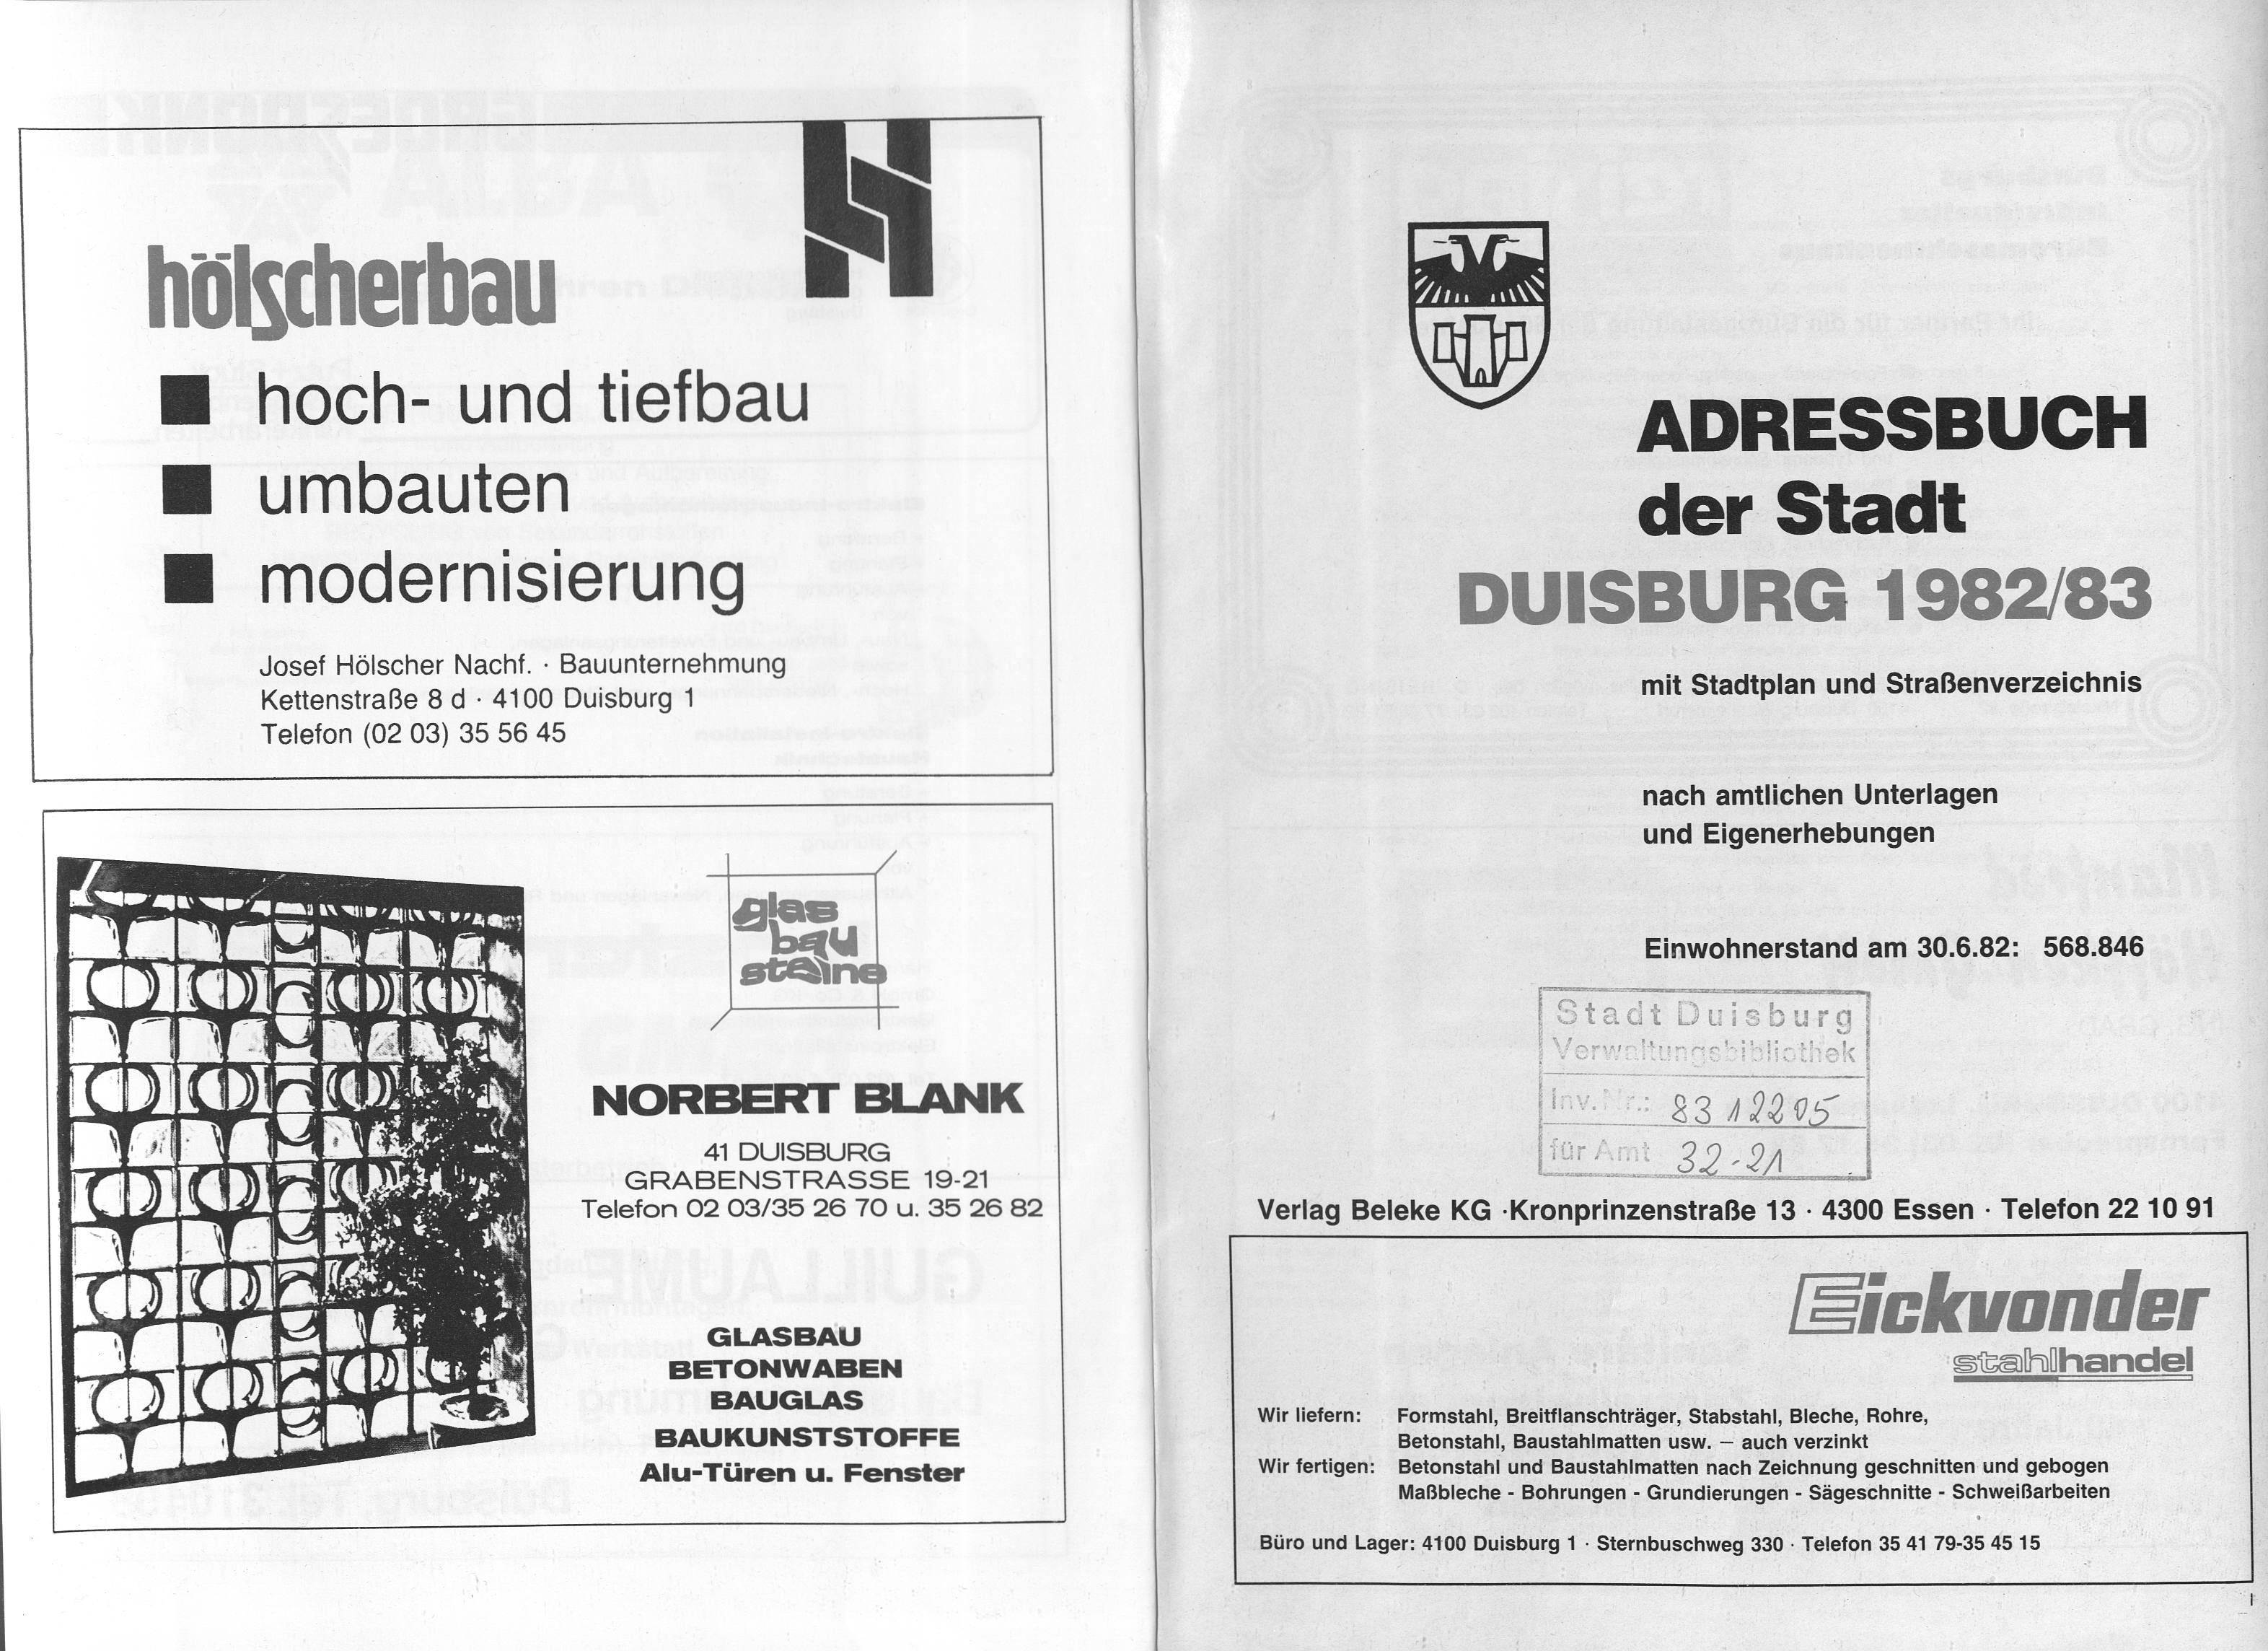 hölscherbau
hoch- und tiefbau
umbauten
modernisierung
Josef Hölscher Nachf. · Bauunternehmung
Kettenstraße 8 d · 4100 Duisburg 1
Telefon (02 03) 35 56 45
glas
bau
steine
NORBERT BLANK
41 DUISBURG
GRABENSTRASSE 19-21
Telefon 02 03/35 26 70 u. 35 26 82
GLASBAU
BETONWABEN
BAUGLAS
BAUKUNSTSTOFFE
Alu-Türen u. Fenster
ADRESSBUCH
der Stadt
DUISBURG 1982/83
mit Stadtplan und Straßenverzeichnis
nach amtlichen Unterlagen
und Eigenerhebungen
Einwohnerstand am 30.6.82: 568.846
Stadt Duisburg
Verwaltungsbibliothek
Inv. Nr.: 83 12205
für Amt 32-21
Verlag Beleke KG · Kronprinzenstraße 13 · 4300 Essen · Telefon 22 10 91
Eickvonder
stahlhandel
Wir liefern: Formstahl, Breitflanschträger, Stabstahl, Bleche, Rohre,
Betonstahl, Baustahlmatten usw. – auch verzinkt
Wir fertigen: Betonstahl und Baustahlmatten nach Zeichnung geschnitten und gebogen
Maßbleche - Bohrungen - Grundierungen - Sägeschnitte - Schweißarbeiten
Büro und Lager: 4100 Duisburg 1 · Sternbuschweg 330 · Telefon 35 41 79-35 45 15
I